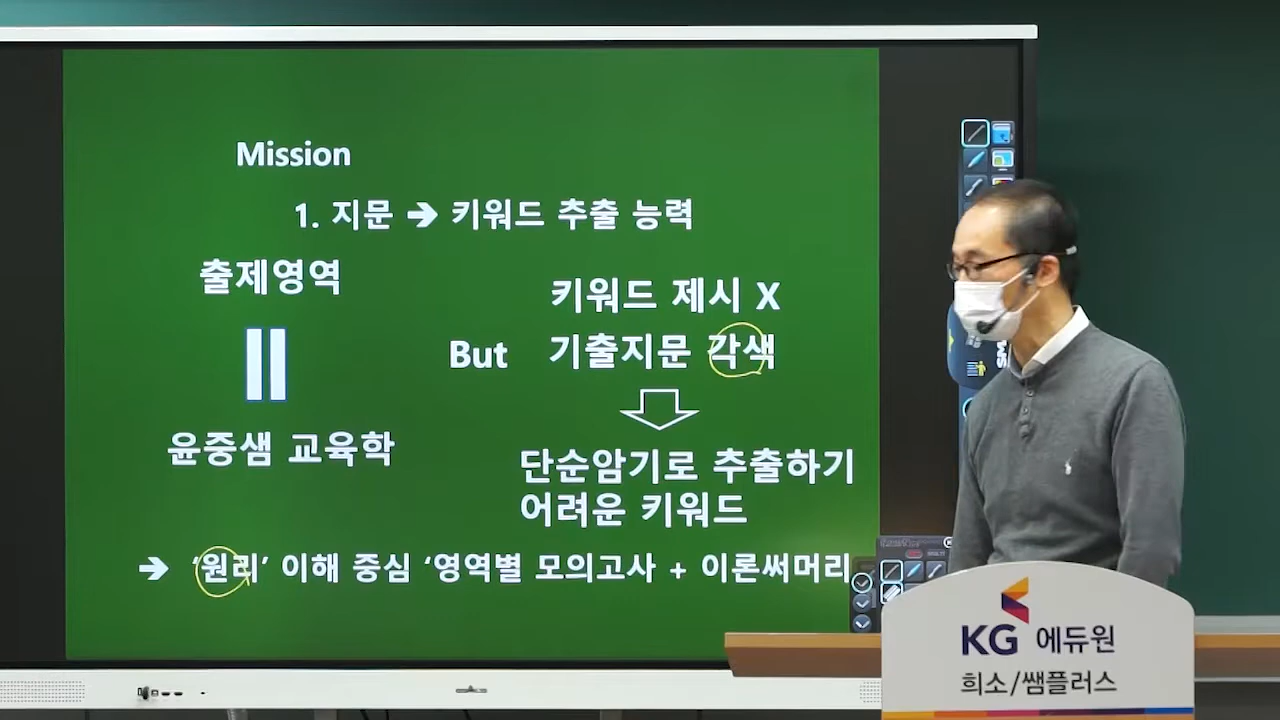 Mission
1. 지문 ➔ 키워드 추출 능력
출제영역
키워드 제시 X
But 기출지문 각색
윤중샘 교육학
단순암기로 추출하기
어려운 키워드
➔ ‘원리’ 이해 중심 ‘영역별 모의고사 + 이론써머리
KG 에듀원
희소/쌤플러스